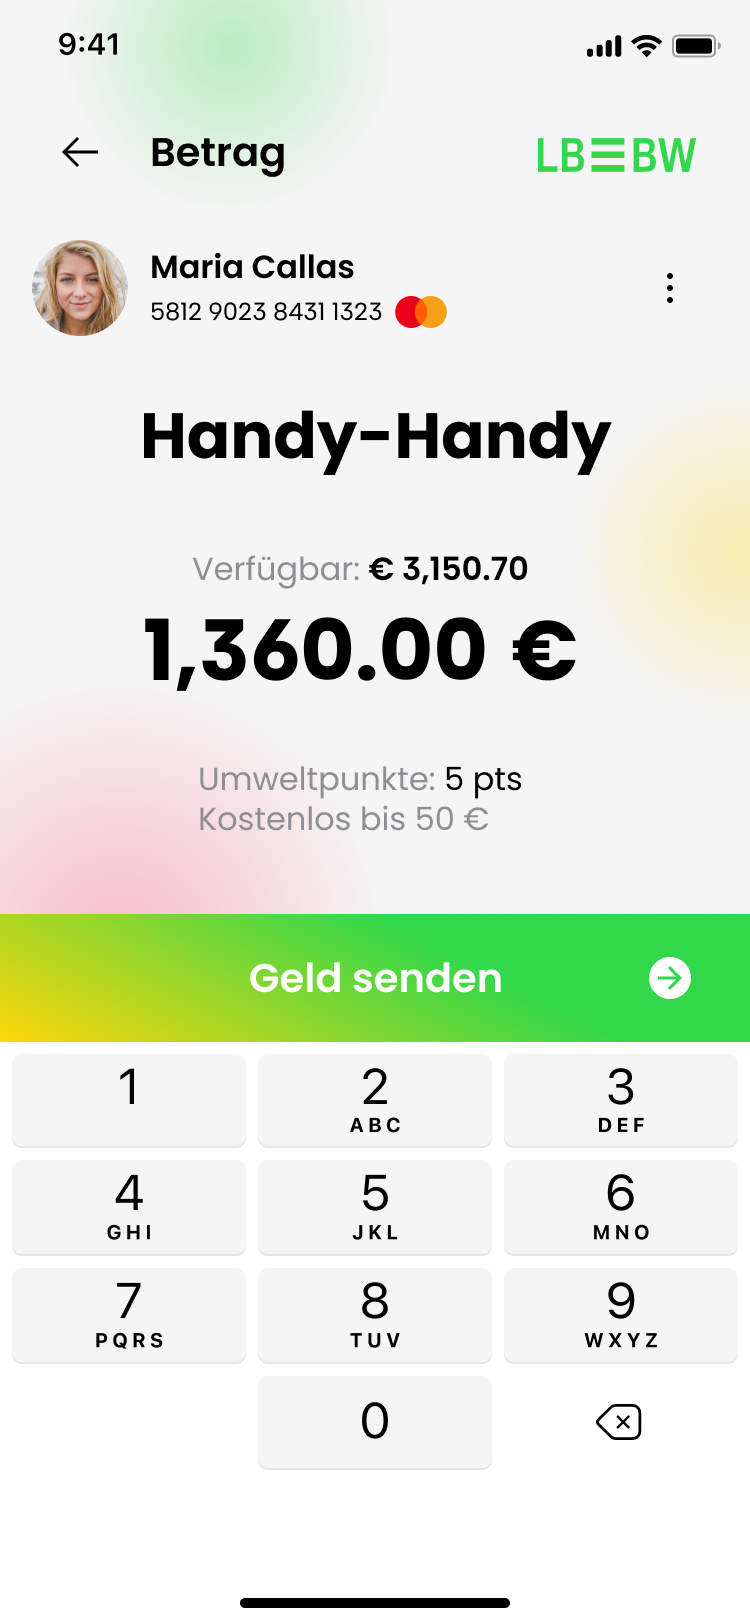 9:41
Betrag
LBBW
Maria Callas
5812 9023 8431 1323
Handy-Handy
Verfügbar: € 3,150.70
1,360.00 €
Umweltpunkte: 5 pts
Kostenlos bis 50 €
Geld senden
1
2
ABC
3
DEF
4
GHI
5
JKL
6
MNO
7
PQRS
8
TUV
9
WXYZ
0